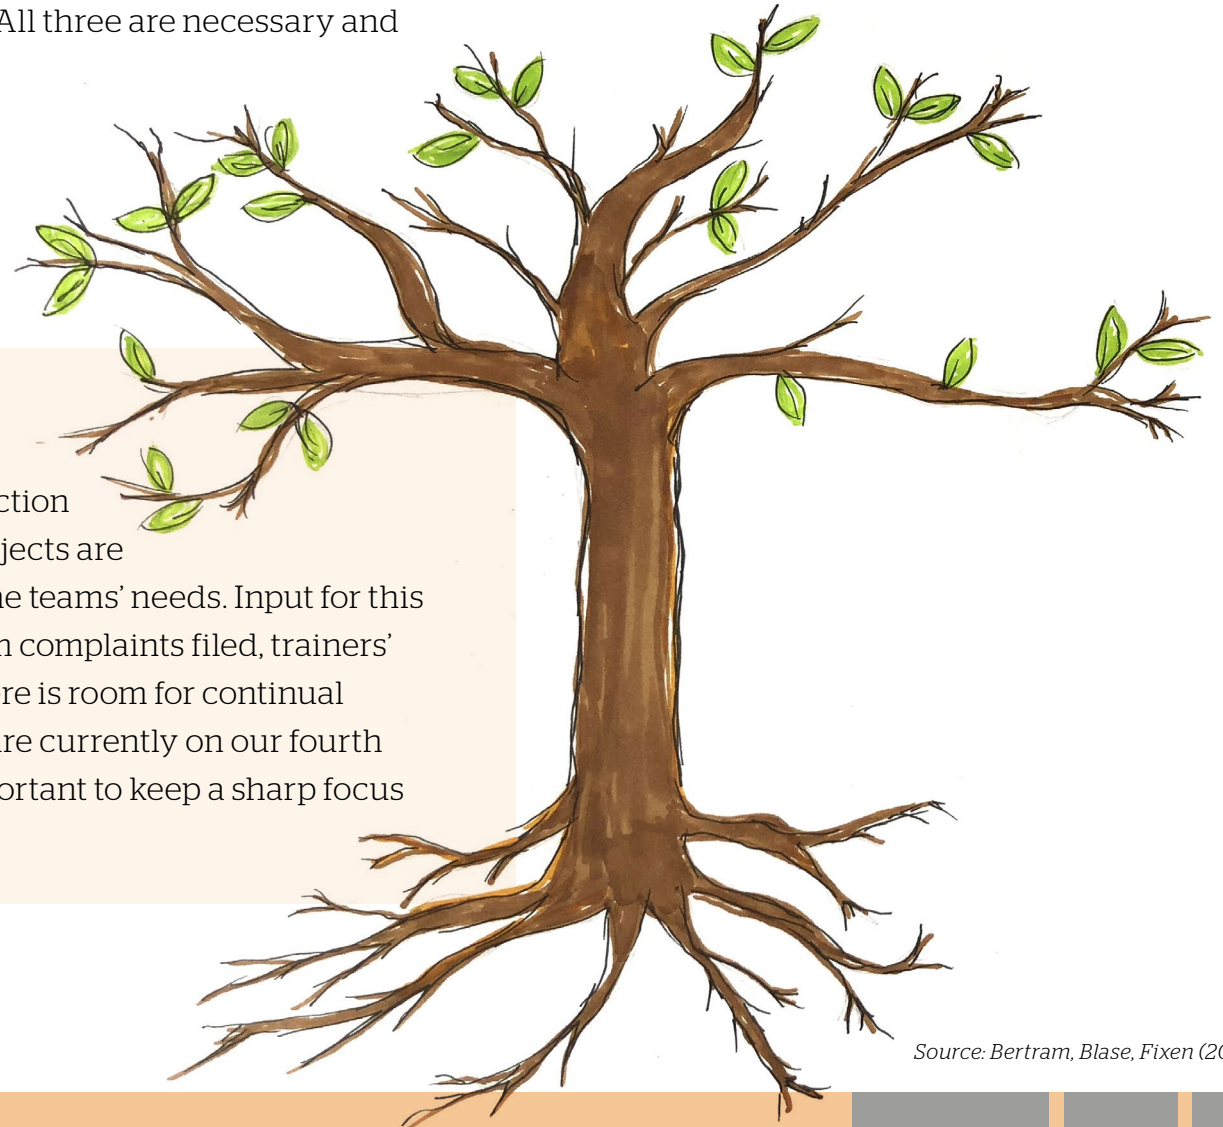 All three are necessary and
ction
jects are
ne teams’ needs. Input for this
n complaints filed, trainers’
re is room for continual
are currently on our fourth
ortant to keep a sharp focus
Source: Bertram, Blase, Fixen (20